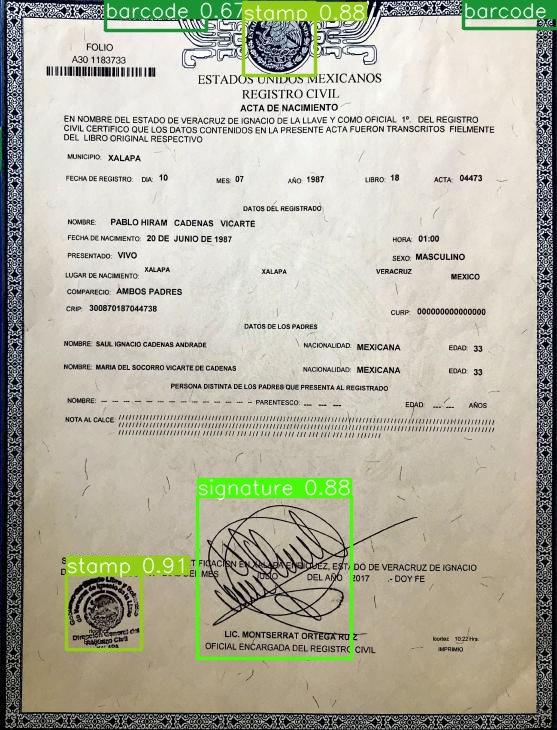 barcode 0.67
stamp 0.88
barcode
FOLIO
A30 1183733
ESTADOS UNIDOS MEXICANOS
REGISTRO CIVIL
ACTA DE NACIMIENTO
EN NOMBRE DEL ESTADO DE VERACRUZ DE IGNACIO DE LA LLAVE Y COMO OFICIAL 1º. DEL REGISTRO
CIVIL CERTIFICO QUE LOS DATOS CONTENIDOS EN LA PRESENTE ACTA FUERON TRANSCRITOS FIELMENTE
DEL LIBRO ORIGINAL RESPECTIVO
MUNICIPIO: XALAPA
FECHA DE REGISTRO: DIA: 10 MES: 07 AÑO: 1987 LIBRO: 18 ACTA: 04473
DATOS DEL REGISTRADO
NOMBRE: PABLO HIRAM CADENAS VICARTE
FECHA DE NACIMIENTO: 20 DE JUNIO DE 1987 HORA: 01:00
PRESENTADO: VIVO SEXO: MASCULINO
LUGAR DE NACIMIENTO: XALAPA XALAPA VERACRUZ MEXICO
COMPARECIO: AMBOS PADRES
CRIP: 300870187044738 CURP: 000000000000000
DATOS DE LOS PADRES
NOMBRE: SAUL IGNACIO CADENAS ANDRADE NACIONALIDAD: MEXICANA EDAD: 33
NOMBRE: MARIA DEL SOCORRO VICARTE DE CADENAS NACIONALIDAD: MEXICANA EDAD: 33
PERSONA DISTINTA DE LOS PADRES QUE PRESENTA AL REGISTRADO
NOMBRE: PARENTESCO: EDAD: AÑOS
NOTA AL CALCE:
signature 0.88
stamp 0.91
EN XALAPA ENRIQUEZ, ESTADO DE VERACRUZ DE IGNACIO
MES JULIO DEL AÑO 2017 .- DOY FE
Dirección General del
Registro Civil
XALAPA
LIC. MONTSERRAT ORTEGA RUIZ
OFICIAL ENCARGADA DEL REGISTRO CIVIL
lcortez 10:22 Hrs.
IMPRIMIO